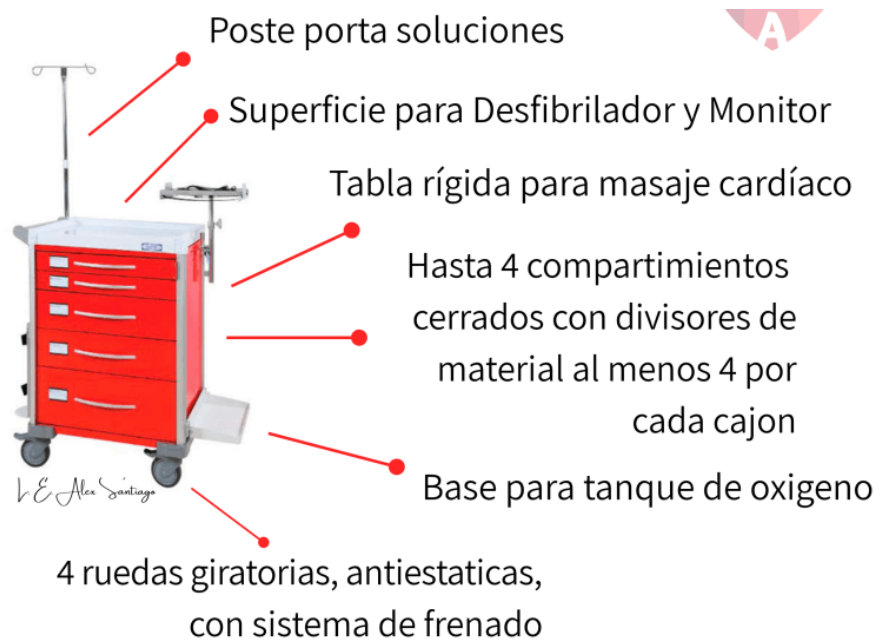 A
Poste porta soluciones
Superficie para Desfibrilador y Monitor
Tabla rígida para masaje cardíaco
Hasta 4 compartimientos
cerrados con divisores de
material al menos 4 por
cada cajon
Base para tanque de oxigeno
L. E. Alex Santiago
4 ruedas giratorias, antiestaticas,
con sistema de frenado